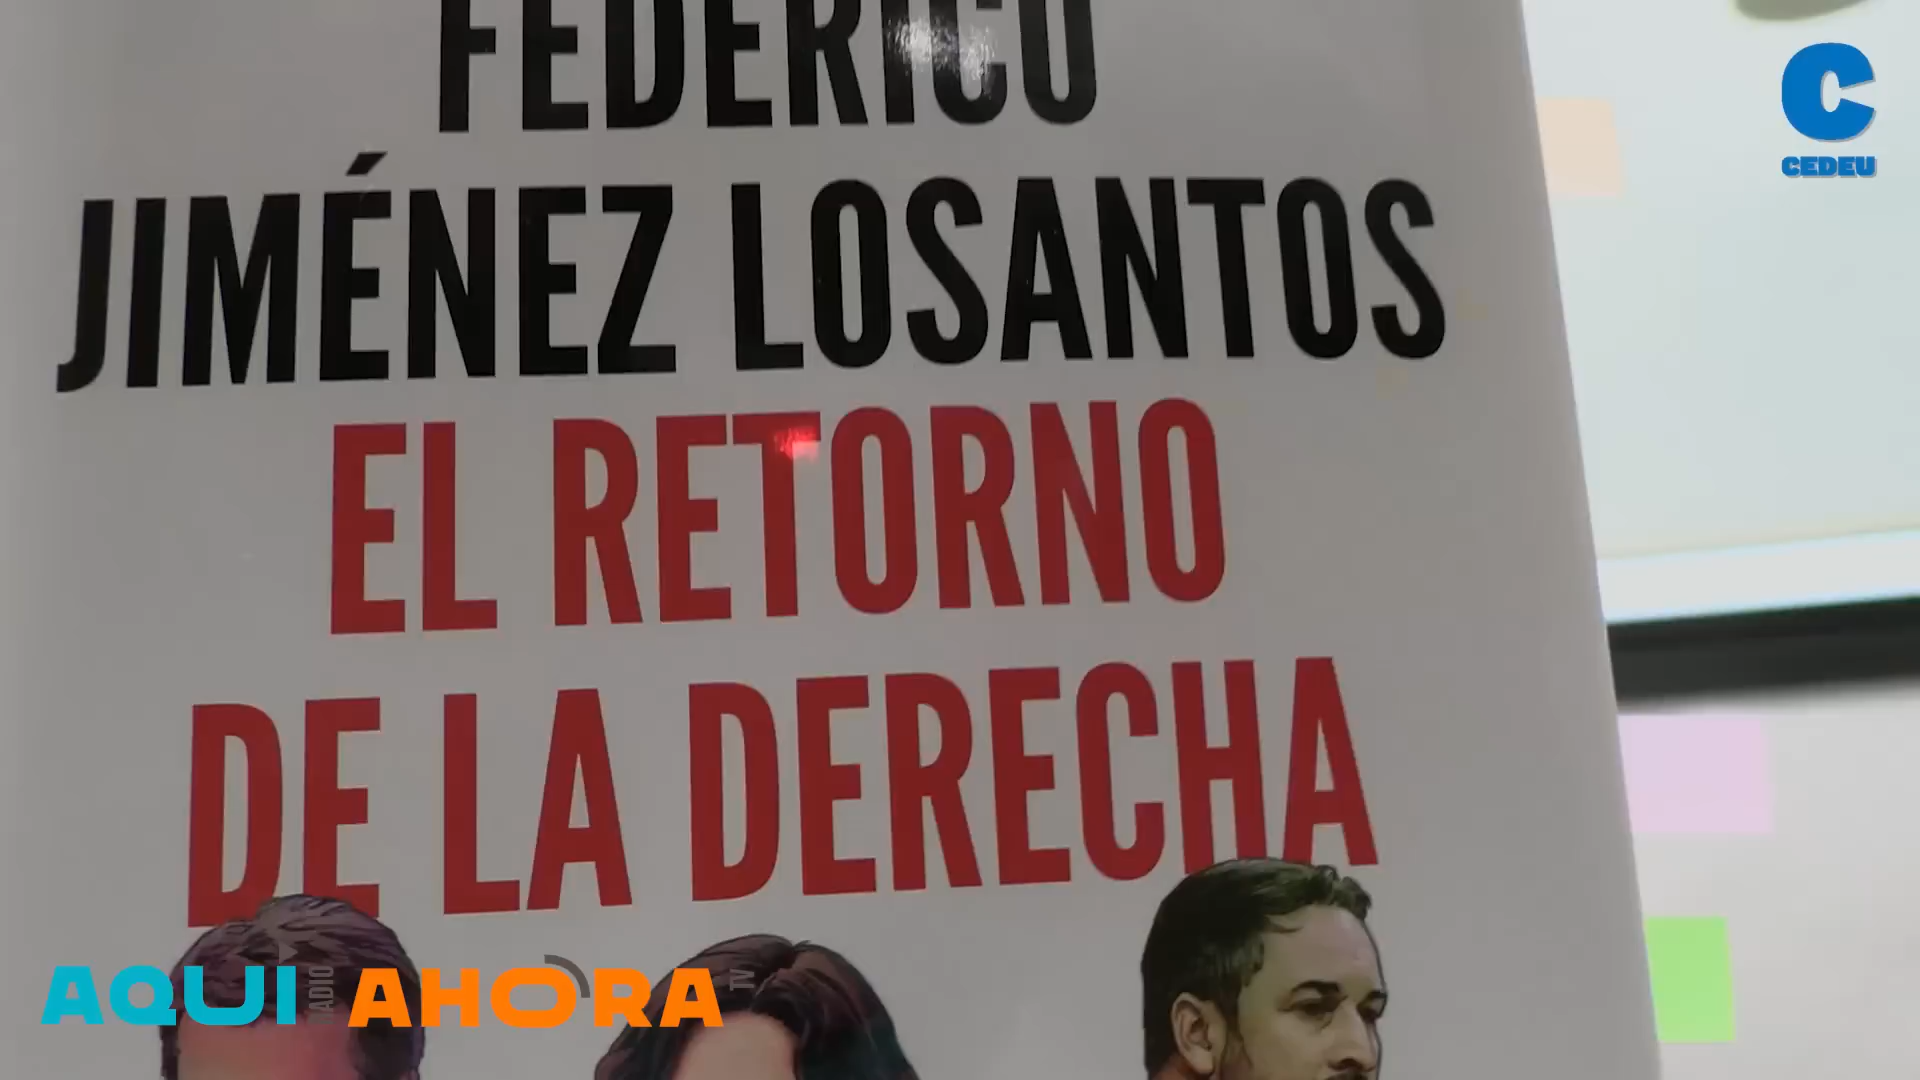 FEDERICO
JIMÉNEZ LOSANTOS
EL RETORNO
DE LA DERECHA
C
CEDEU
AQUI RADIO AHORA TV